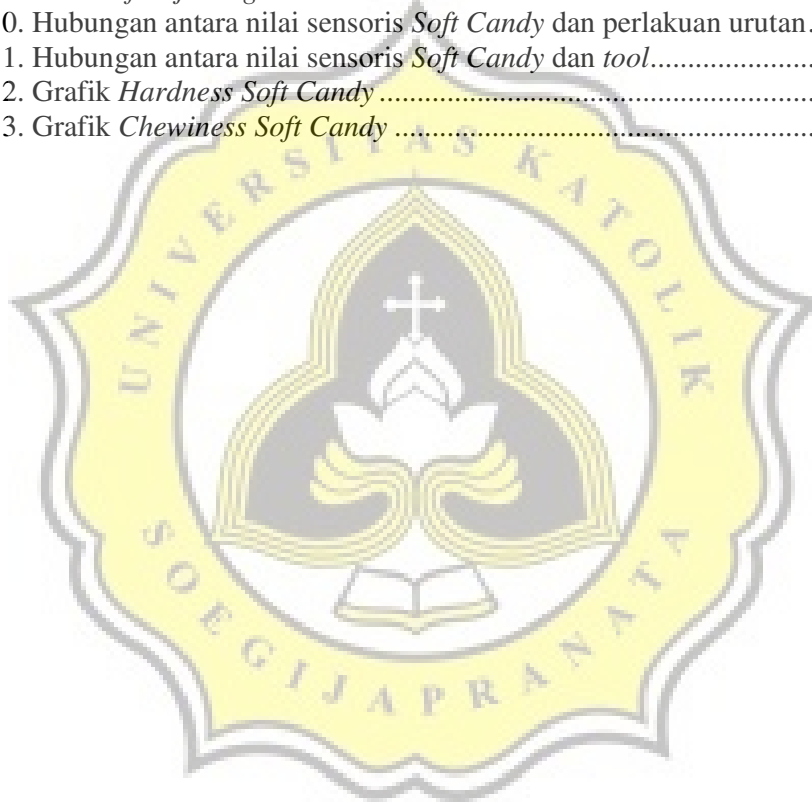 0. Hubungan antara nilai sensoris Soft Candy dan perlakuan urutan.
1. Hubungan antara nilai sensoris Soft Candy dan tool......................
2. Grafik Hardness Soft Candy ..................................................
3. Grafik Chewiness Soft Candy ................................................
UNIVERSITAS KATOLIK
SOEGIJAPRANATA